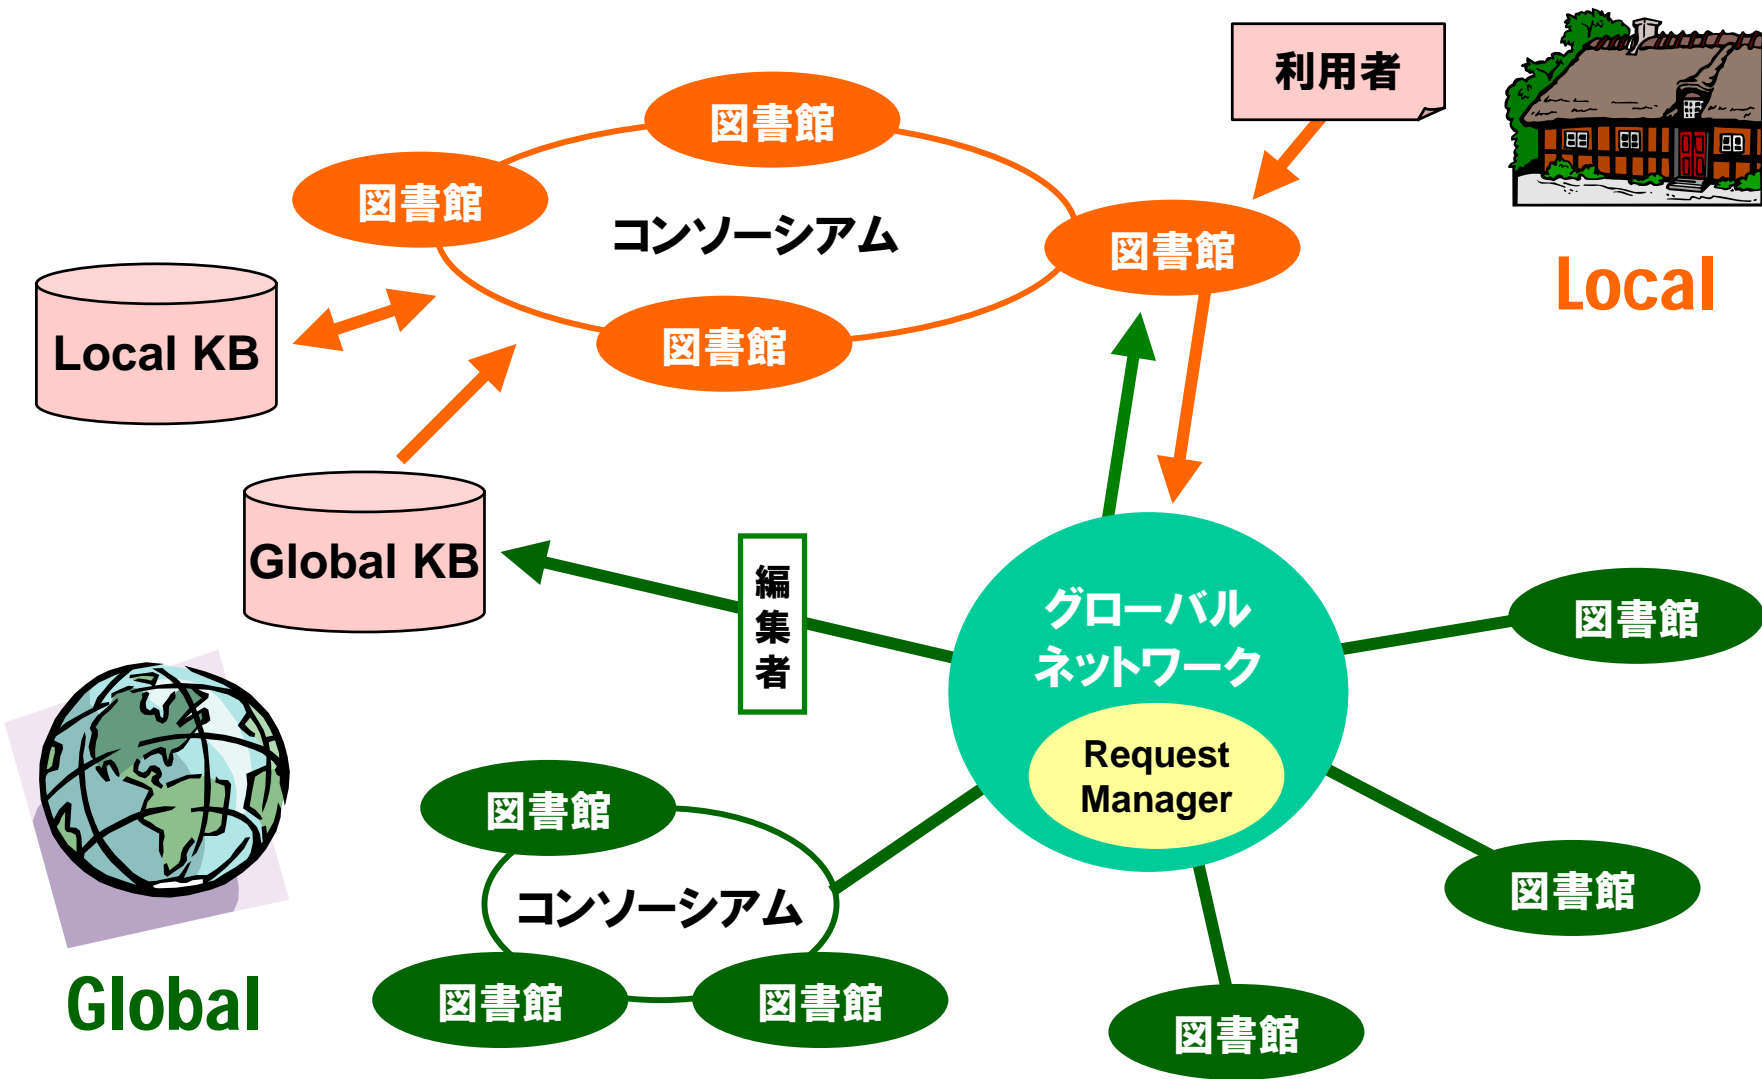 利用者
図書館
図書館
コンソーシアム
図書館
Local
Local KB
図書館
Global KB
編集者
グローバル
ネットワーク
図書館
Request
Manager
図書館
コンソーシアム
図書館
Global
図書館
図書館
図書館